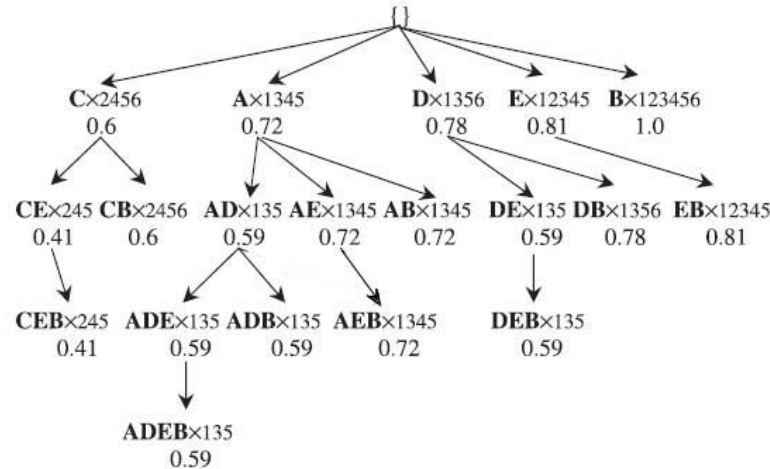 { }
C×2456 A×1345 D×1356 E×12345 B×123456
0.6 0.72 0.78 0.81 1.0
CE×245 CB×2456 AD×135 AE×1345 AB×1345 DE×135 DB×1356 EB×12345
0.41 0.6 0.59 0.72 0.72 0.59 0.78 0.81
CEB×245 ADE×135 ADB×135 AEB×1345 DEB×135
0.41 0.59 0.59 0.72 0.59
ADEB×135
0.59